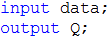 input data;
output Q;